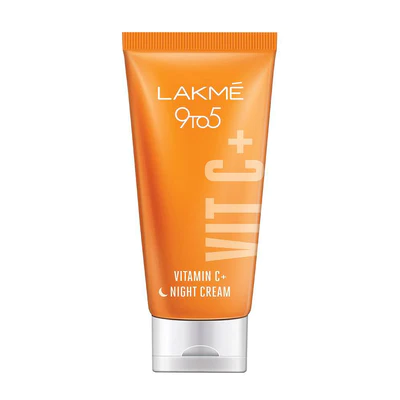 LAKMÉ
9TO5
VIT C+
VITAMIN C+
NIGHT CREAM